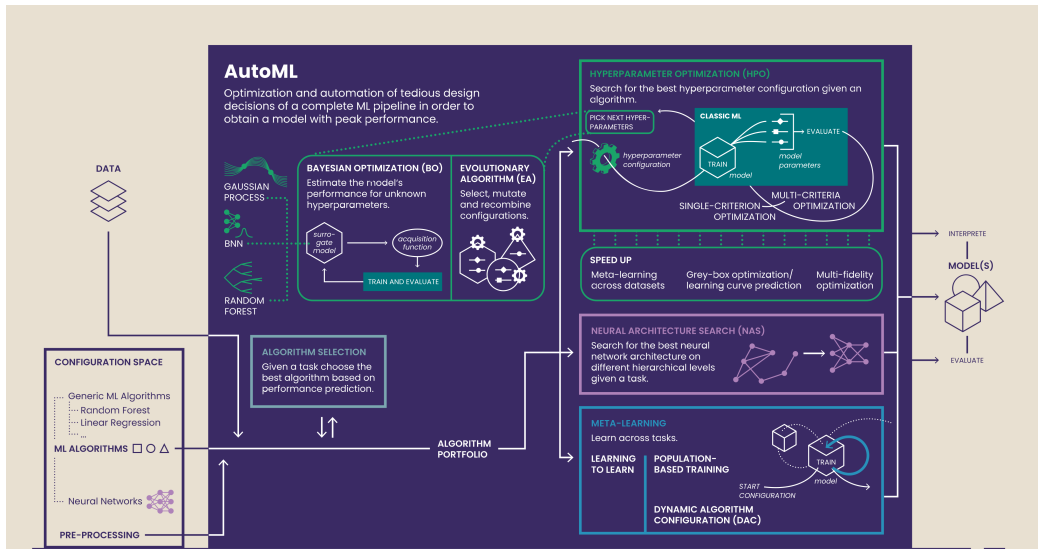 AutoML
Optimization and automation of tedious design
decisions of a complete ML pipeline in order to
obtain a model with peak performance.
DATA
GAUSSIAN
PROCESS
BNN
RANDOM
FOREST
BAYESIAN OPTIMIZATION (BO)
Estimate the model's
performance for unknown
hyperparameters.
surro-
gate
model
acquisition
function
TRAIN AND EVALUATE
EVOLUTIONARY
ALGORITHM (EA)
Select, mutate
and recombine
configurations.
HYPERPARAMETER OPTIMIZATION (HPO)
Search for the best hyperparameter configuration given an
algorithm.
PICK NEXT HYPER-
PARAMETERS
hyperparameter
configuration
CLASSIC ML
TRAIN
model
EVALUATE
model
parameters
MULTI-CRITERIA
OPTIMIZATION
SINGLE-CRITERION
OPTIMIZATION
SPEED UP
Meta-learning
across datasets
Grey-box optimization/
learning curve prediction
Multi-fidelity
optimization
INTERPRETE
MODEL(S)
EVALUATE
NEURAL ARCHITECTURE SEARCH (NAS)
Search for the best neural
network architecture on
different hierarchical levels
given a task.
ALGORITHM SELECTION
Given a task choose the
best algorithm based on
performance prediction.
CONFIGURATION SPACE
Generic ML Algorithms
Random Forest
Linear Regression
...
ML ALGORITHMS
Neural Networks
PRE-PROCESSING
ALGORITHM
PORTFOLIO
META-LEARNING
Learn across tasks.
LEARNING
TO LEARN
POPULATION-
BASED TRAINING
START
CONFIGURATION
TRAIN
model
DYNAMIC ALGORITHM
CONFIGURATION (DAC)